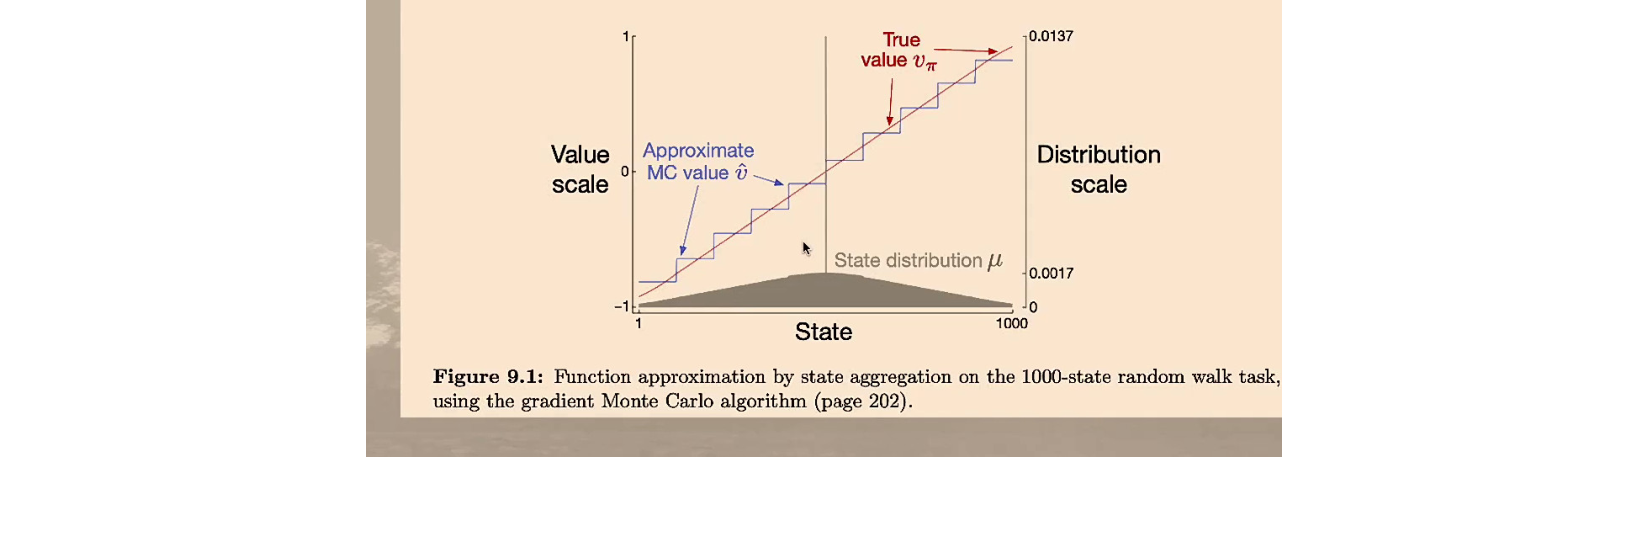 1
0.0137
True
value vπ
Value
scale
Approximate
MC value v̂
0
Distribution
scale
State distribution μ
0.0017
−1
0
1
1000
State
Figure 9.1: Function approximation by state aggregation on the 1000-state random walk task,
using the gradient Monte Carlo algorithm (page 202).